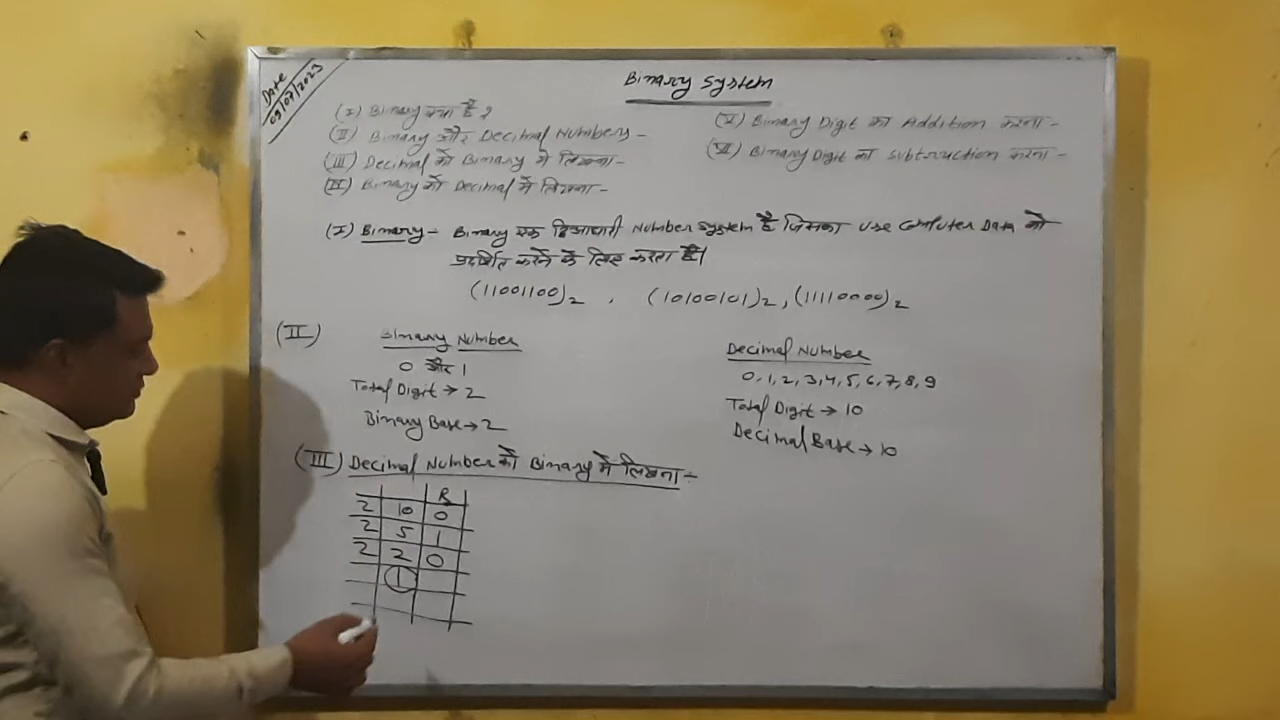 Date
09/07/2023
Binary System
(I) Binary क्या है ?
(II) Binary और Decimal Numbers -
(III) Decimal को Binary में लिखना -
(IV) Binary को Decimal में लिखना -
(V) Binary Digit का Addition करना -
(VI) Binary Digit का Subtruction करना -
(I) Binary - Binary एक द्विआधारी Number System है जिसका Use Computer Data को
प्रदर्शित करने के लिए करता है।
(11001100)2 , (10100101)2, (11110000)2
(II)
Binary Number
0 और 1
Total Digit → 2
Binary Base → 2
Decimal Number
0, 1, 2, 3, 4, 5, 6, 7, 8, 9
Total Digit → 10
Decimal Base → 10
(III) Decimal Number को Binary में लिखना -
R
2 10 0
2 5 1
2 2 0
1